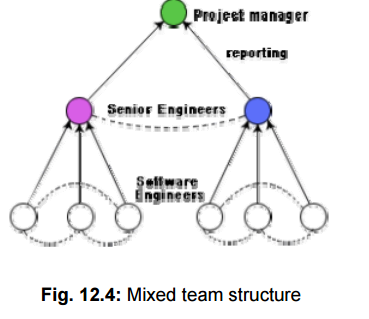 Project manager
reporting
Senior Engineers
Software
Engineers
Fig. 12.4: Mixed team structure